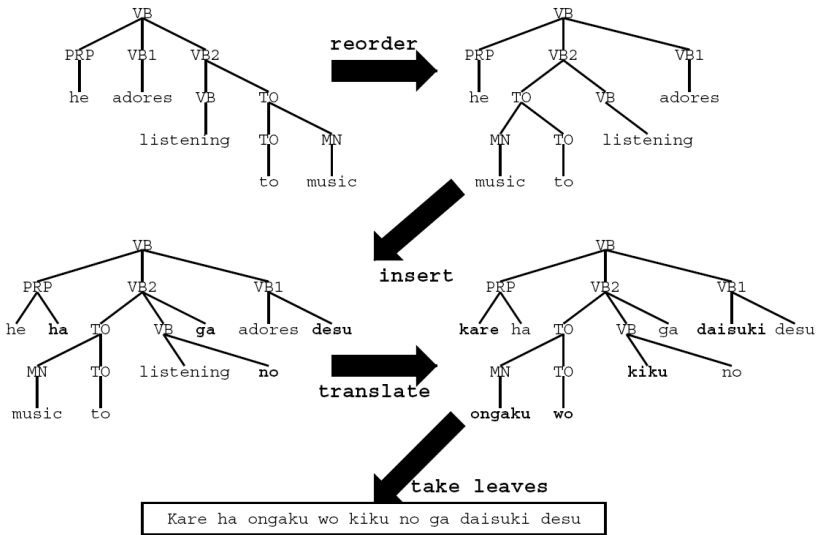 VB VB
PRP VB1 VB2 reorder PRP VB2 VB1
he adores VB TO he TO VB adores
listening TO MN MN TO listening
to music music to
insert
VB VB
PRP VB2 VB1 PRP VB2 VB1
he ha TO VB ga adores desu kare ha TO VB ga daisuki desu
MN TO listening no translate MN TO kiku no
music to ongaku wo
take leaves
Kare ha ongaku wo kiku no ga daisuki desu